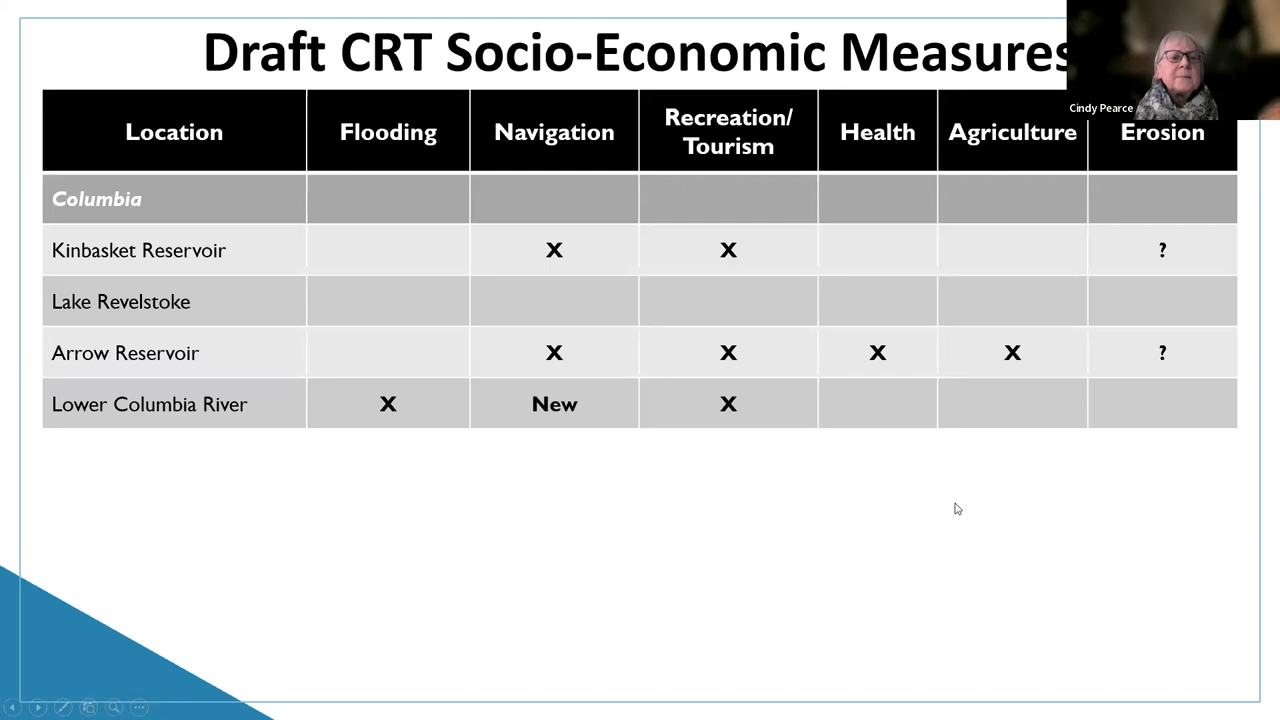 Draft CRT Socio-Economic Measures
Cindy Pearce
Location Flooding Navigation Recreation/ Tourism Health Agriculture Erosion
Columbia
Kinbasket Reservoir X X ?
Lake Revelstoke
Arrow Reservoir X X X X ?
Lower Columbia River X New X